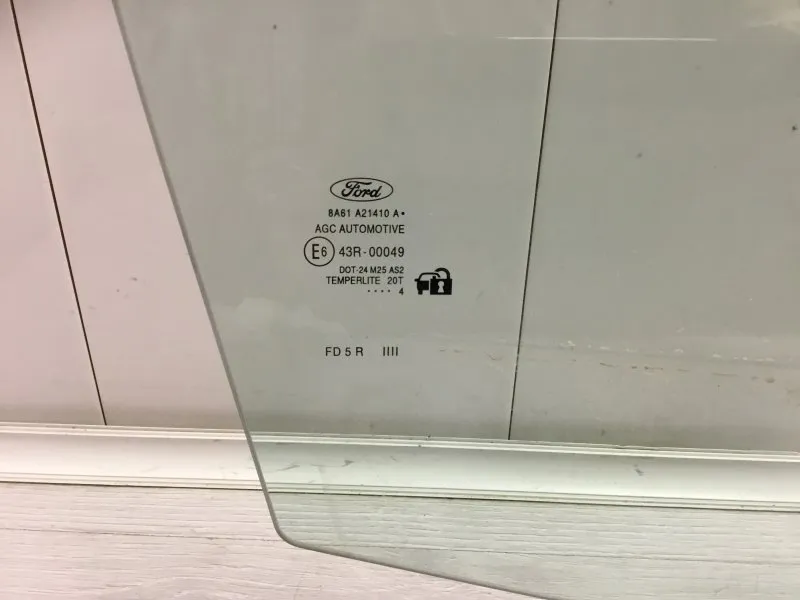 Ford
8A61 A21410 A•
AGC AUTOMOTIVE
E6 43R-00049
DOT-24 M25 AS2
TEMPERLITE 20T
•••• 4
FD 5 R IIII